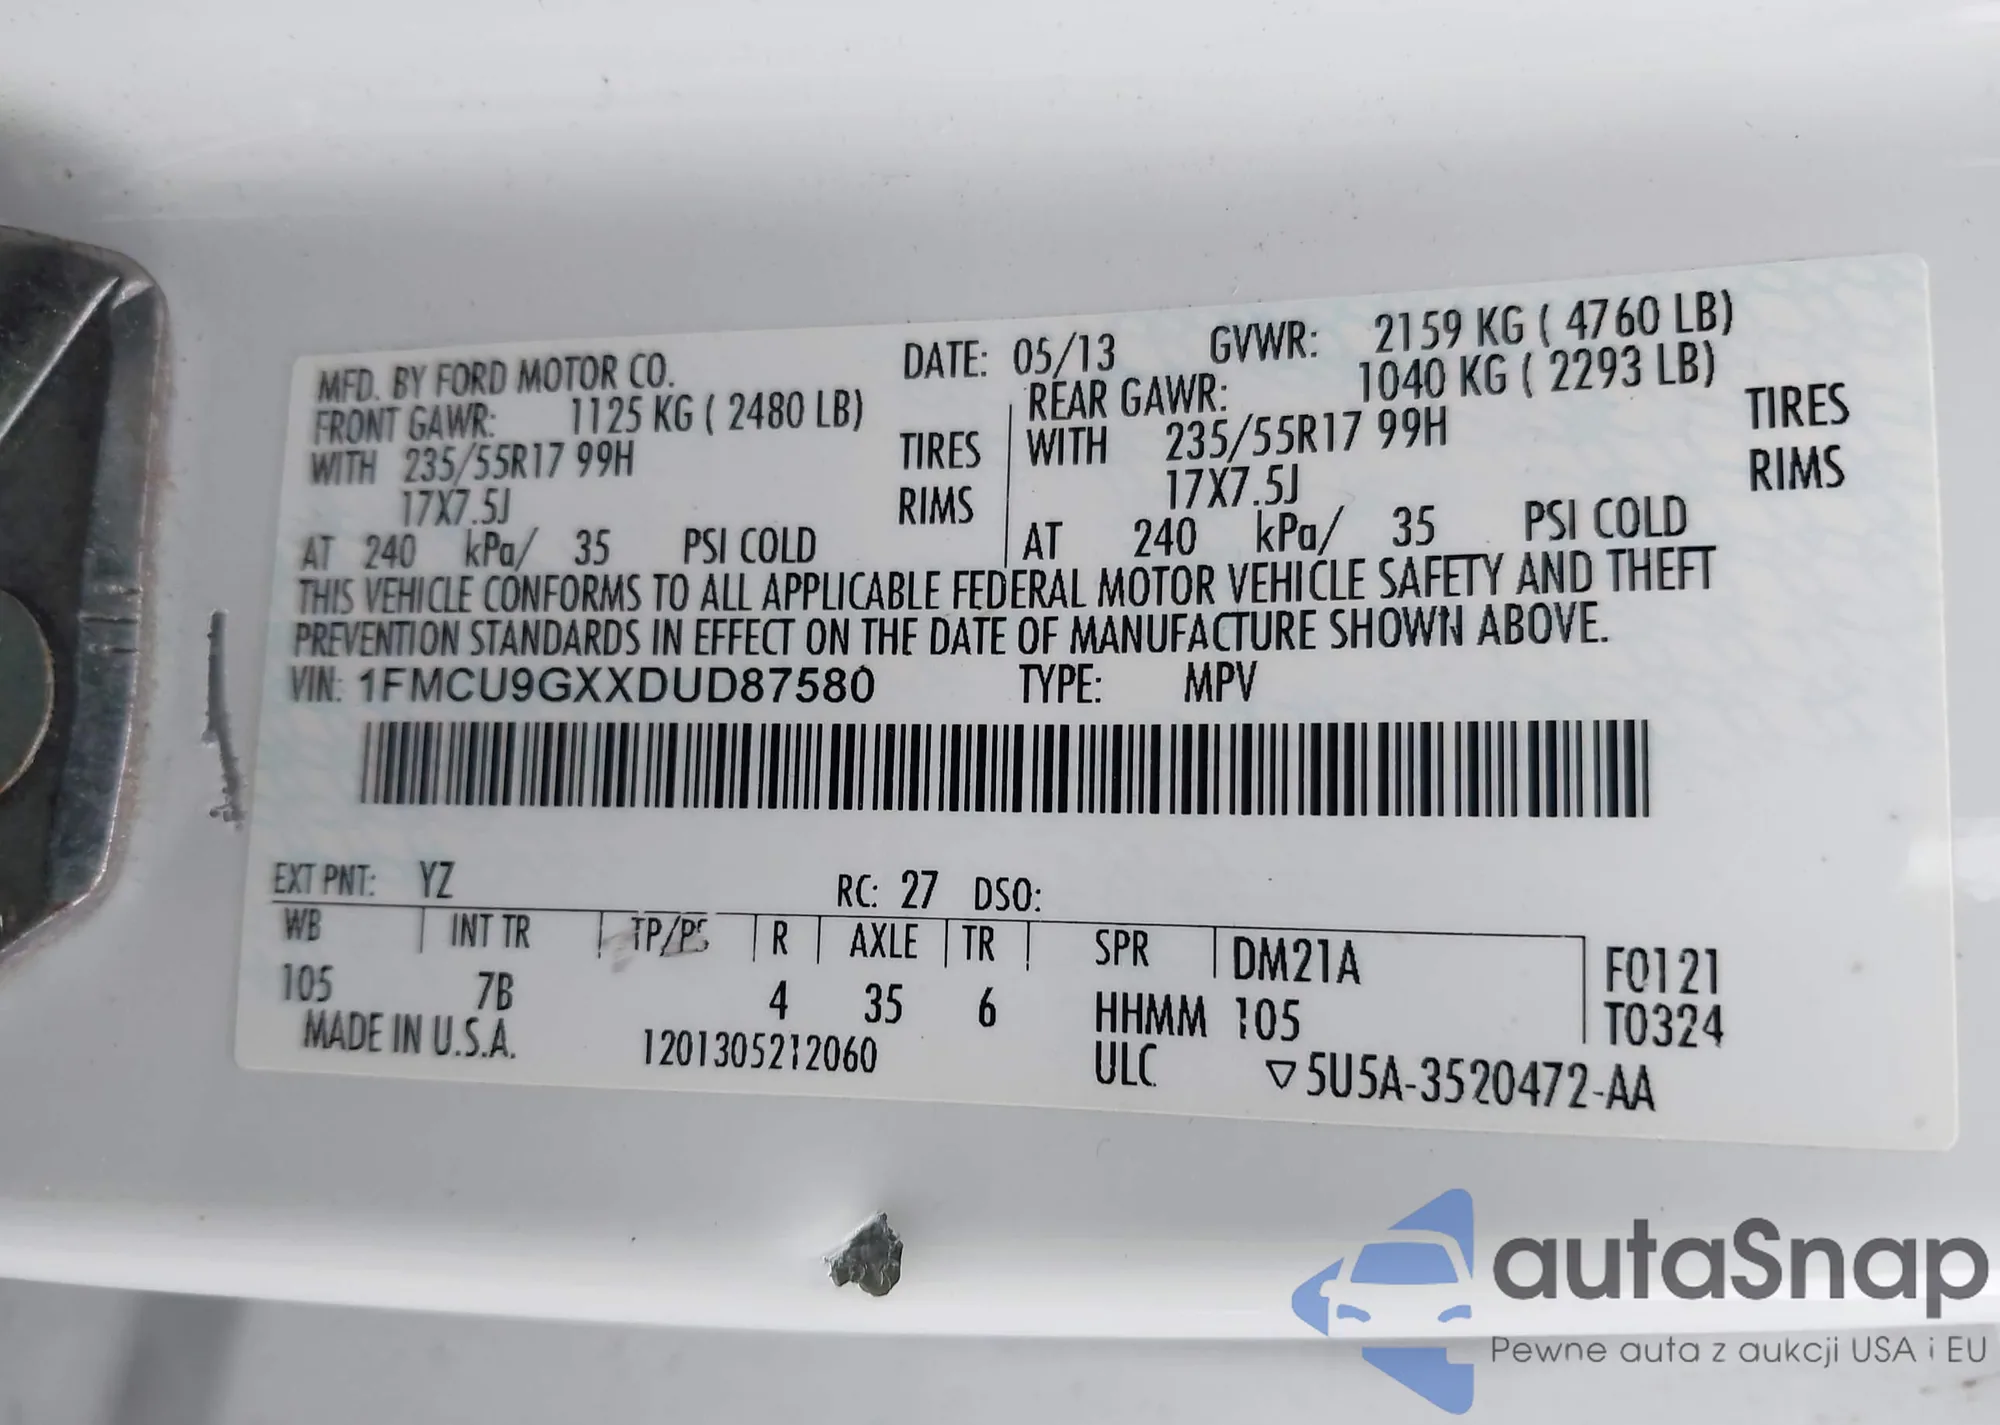 MFD. BY FORD MOTOR CO. DATE: 05/13 GVWR: 2159 KG ( 4760 LB)
FRONT GAWR: 1125 KG ( 2480 LB) REAR GAWR: 1040 KG ( 2293 LB)
WITH 235/55R17 99H TIRES WITH 235/55R17 99H TIRES
17X7.5J RIMS 17X7.5J RIMS
AT 240 kPa/ 35 PSI COLD AT 240 kPa/ 35 PSI COLD
THIS VEHICLE CONFORMS TO ALL APPLICABLE FEDERAL MOTOR VEHICLE SAFETY AND THEFT
PREVENTION STANDARDS IN EFFECT ON THE DATE OF MANUFACTURE SHOWN ABOVE.
VIN: 1FMCU9GXXDUD87580 TYPE: MPV
EXT PNT: YZ RC: 27 DSO:
WB INT TR TP/PS R AXLE TR SPR DM21A F0121
105 7B 4 35 6 HHMM 105 T0324
MADE IN U.S.A. 1201305212060 ULC ▽5U5A-3520472-AA
autaSnap
Pewne auta z aukcji USA i EU